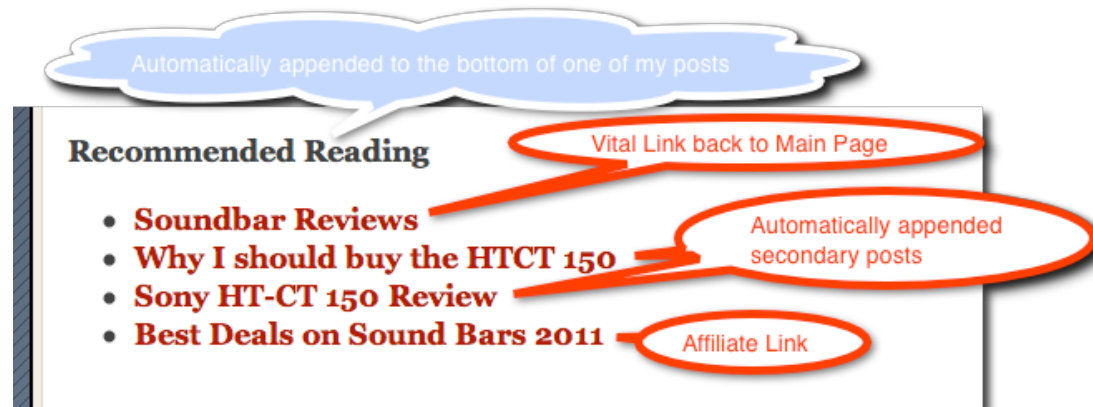 Automatically appended to the bottom of one of my posts
Recommended Reading
Vital Link back to Main Page
Soundbar Reviews
Automatically appended
secondary posts
Why I should buy the HTCT 150
Sony HT-CT 150 Review
Best Deals on Sound Bars 2011
Affiliate Link